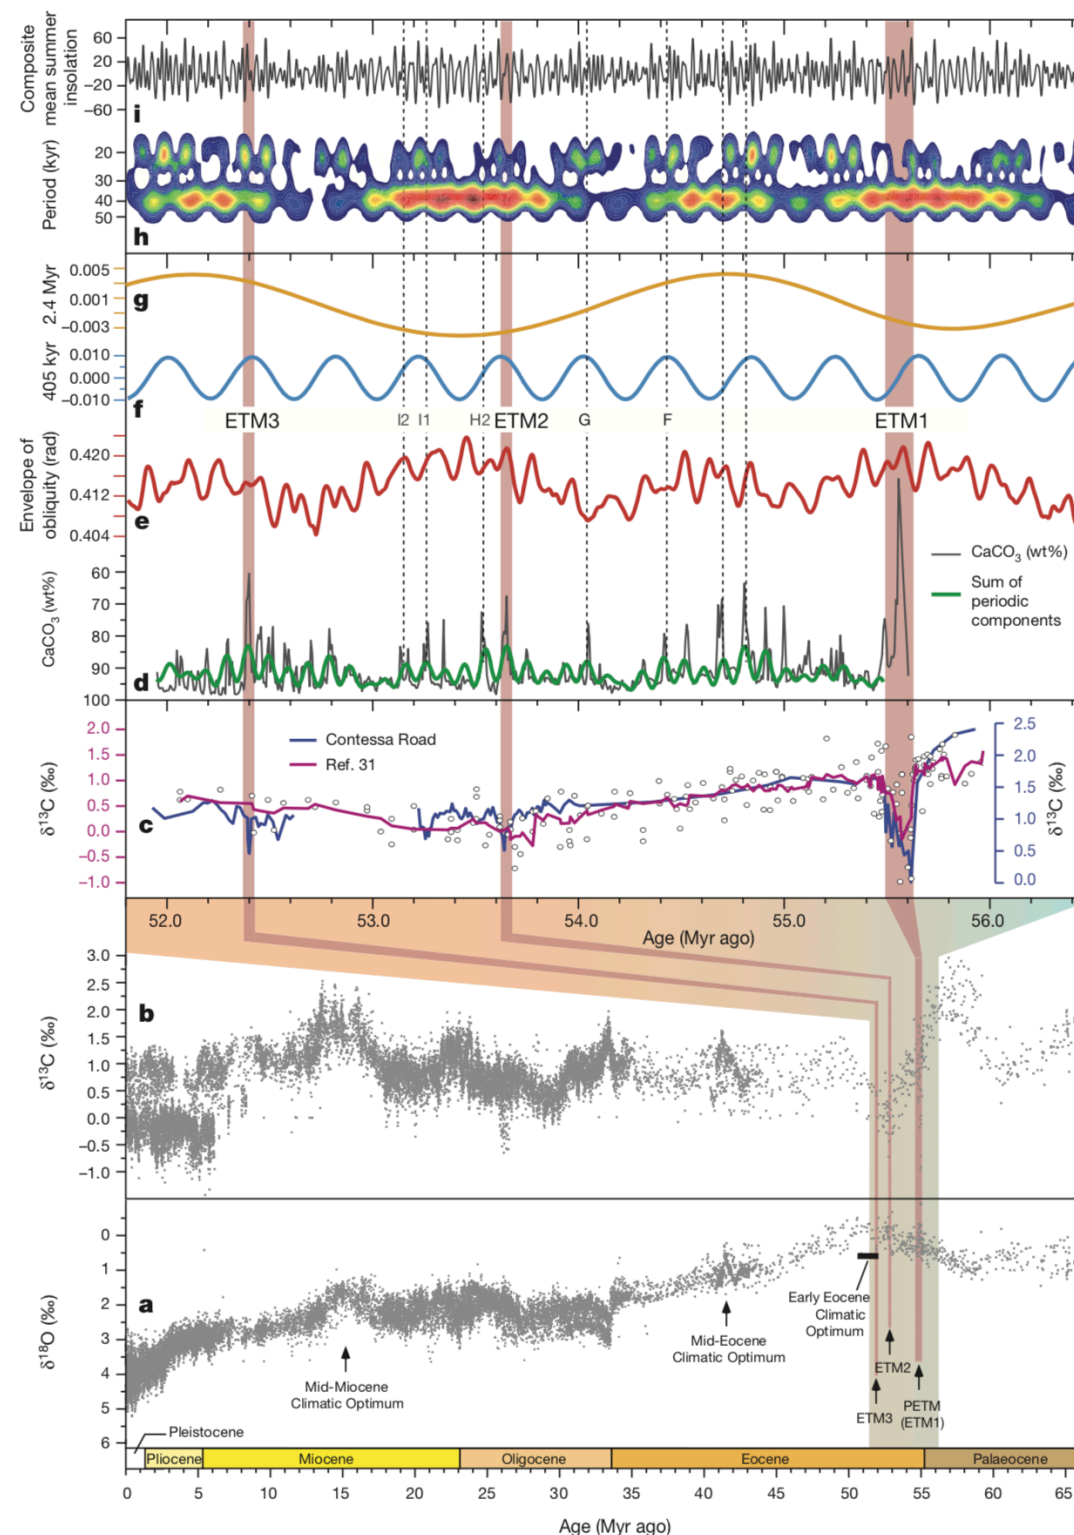 Composite
mean summer
insolation
60
20
−20
−60
i
Period (kyr)
20
30
40
50
h
2.4 Myr
0.005
0.001
−0.003
g
405 kyr
0.010
0.000
−0.010
f
ETM3
I2
I1
H2
ETM2
G
F
ETM1
Envelope of
obliquity (rad)
0.420
0.412
0.404
e
CaCO3 (wt%)
Sum of
periodic
components
CaCO3 (wt%)
60
70
80
90
100
d
δ13C (‰)
2.0
1.5
1.0
0.5
0.0
−0.5
−1.0
c
Contessa Road
Ref. 31
2.5
2.0
1.5
1.0
0.5
0.0
δ13C (‰)
52.0
53.0
54.0
55.0
56.0
Age (Myr ago)
δ13C (‰)
3.0
2.5
2.0
1.5
1.0
0.5
0.0
−0.5
−1.0
b
δ18O (‰)
0
1
2
3
4
5
6
a
Mid-Miocene
Climatic Optimum
Mid-Eocene
Climatic Optimum
Early Eocene
Climatic
Optimum
ETM2
ETM3
PETM
(ETM1)
Pleistocene
Pliocene
Miocene
Oligocene
Eocene
Palaeocene
0
5
10
15
20
25
30
35
40
45
50
55
60
65
Age (Myr ago)